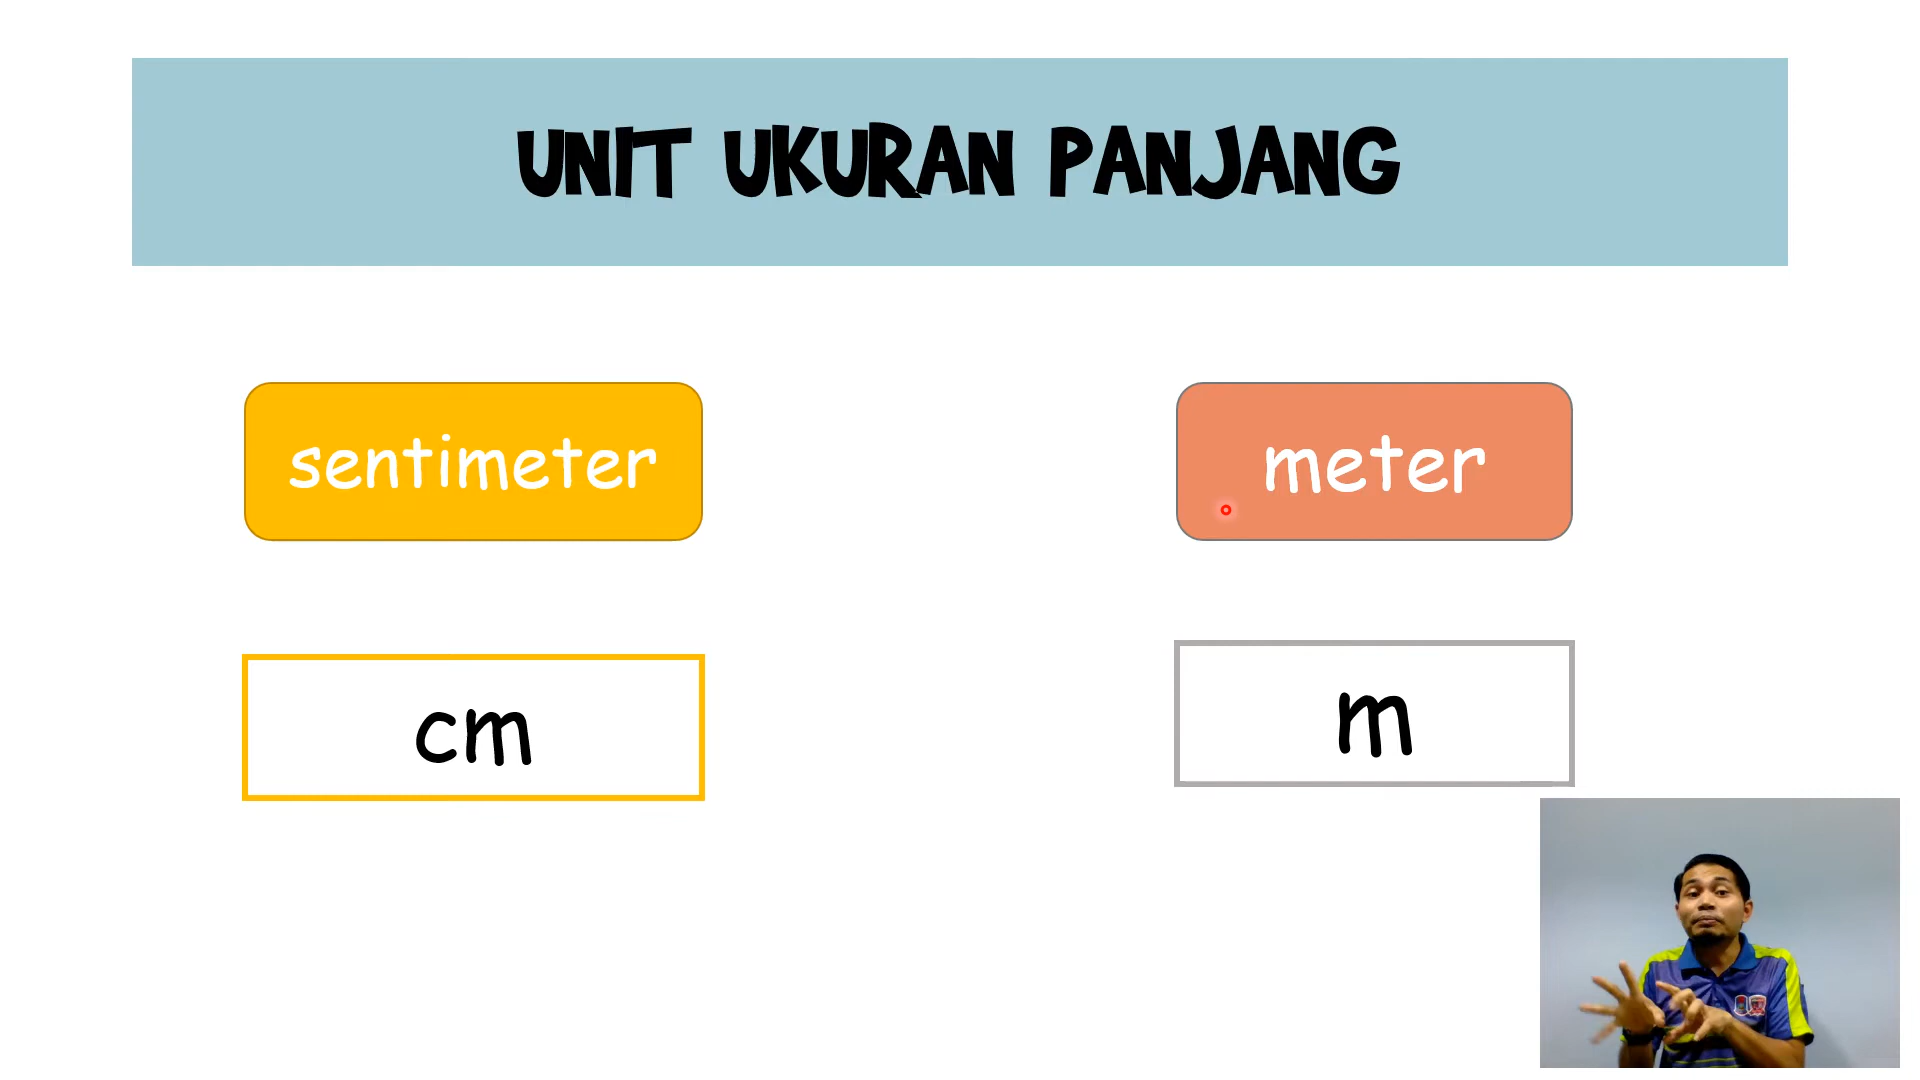 UNIT UKURAN PANJANG
sentimeter
meter
cm
m